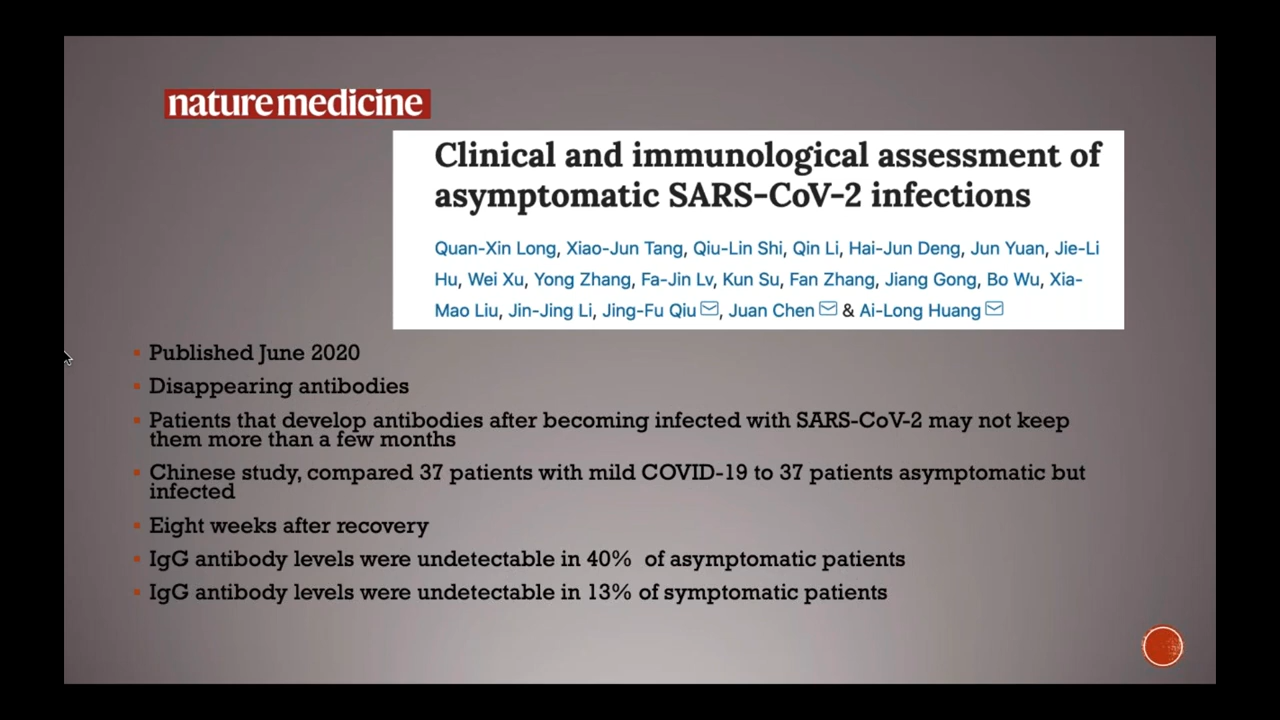 naturemedicine
Clinical and immunological assessment of
asymptomatic SARS-CoV-2 infections
Quan-Xin Long, Xiao-Jun Tang, Qiu-Lin Shi, Qin Li, Hai-Jun Deng, Jun Yuan, Jie-Li
Hu, Wei Xu, Yong Zhang, Fa-Jin Lv, Kun Su, Fan Zhang, Jiang Gong, Bo Wu, Xia-
Mao Liu, Jin-Jing Li, Jing-Fu Qiu, Juan Chen & Ai-Long Huang
Published June 2020
Disappearing antibodies
Patients that develop antibodies after becoming infected with SARS-CoV-2 may not keep
them more than a few months
Chinese study, compared 37 patients with mild COVID-19 to 37 patients asymptomatic but
infected
Eight weeks after recovery
IgG antibody levels were undetectable in 40% of asymptomatic patients
IgG antibody levels were undetectable in 13% of symptomatic patients